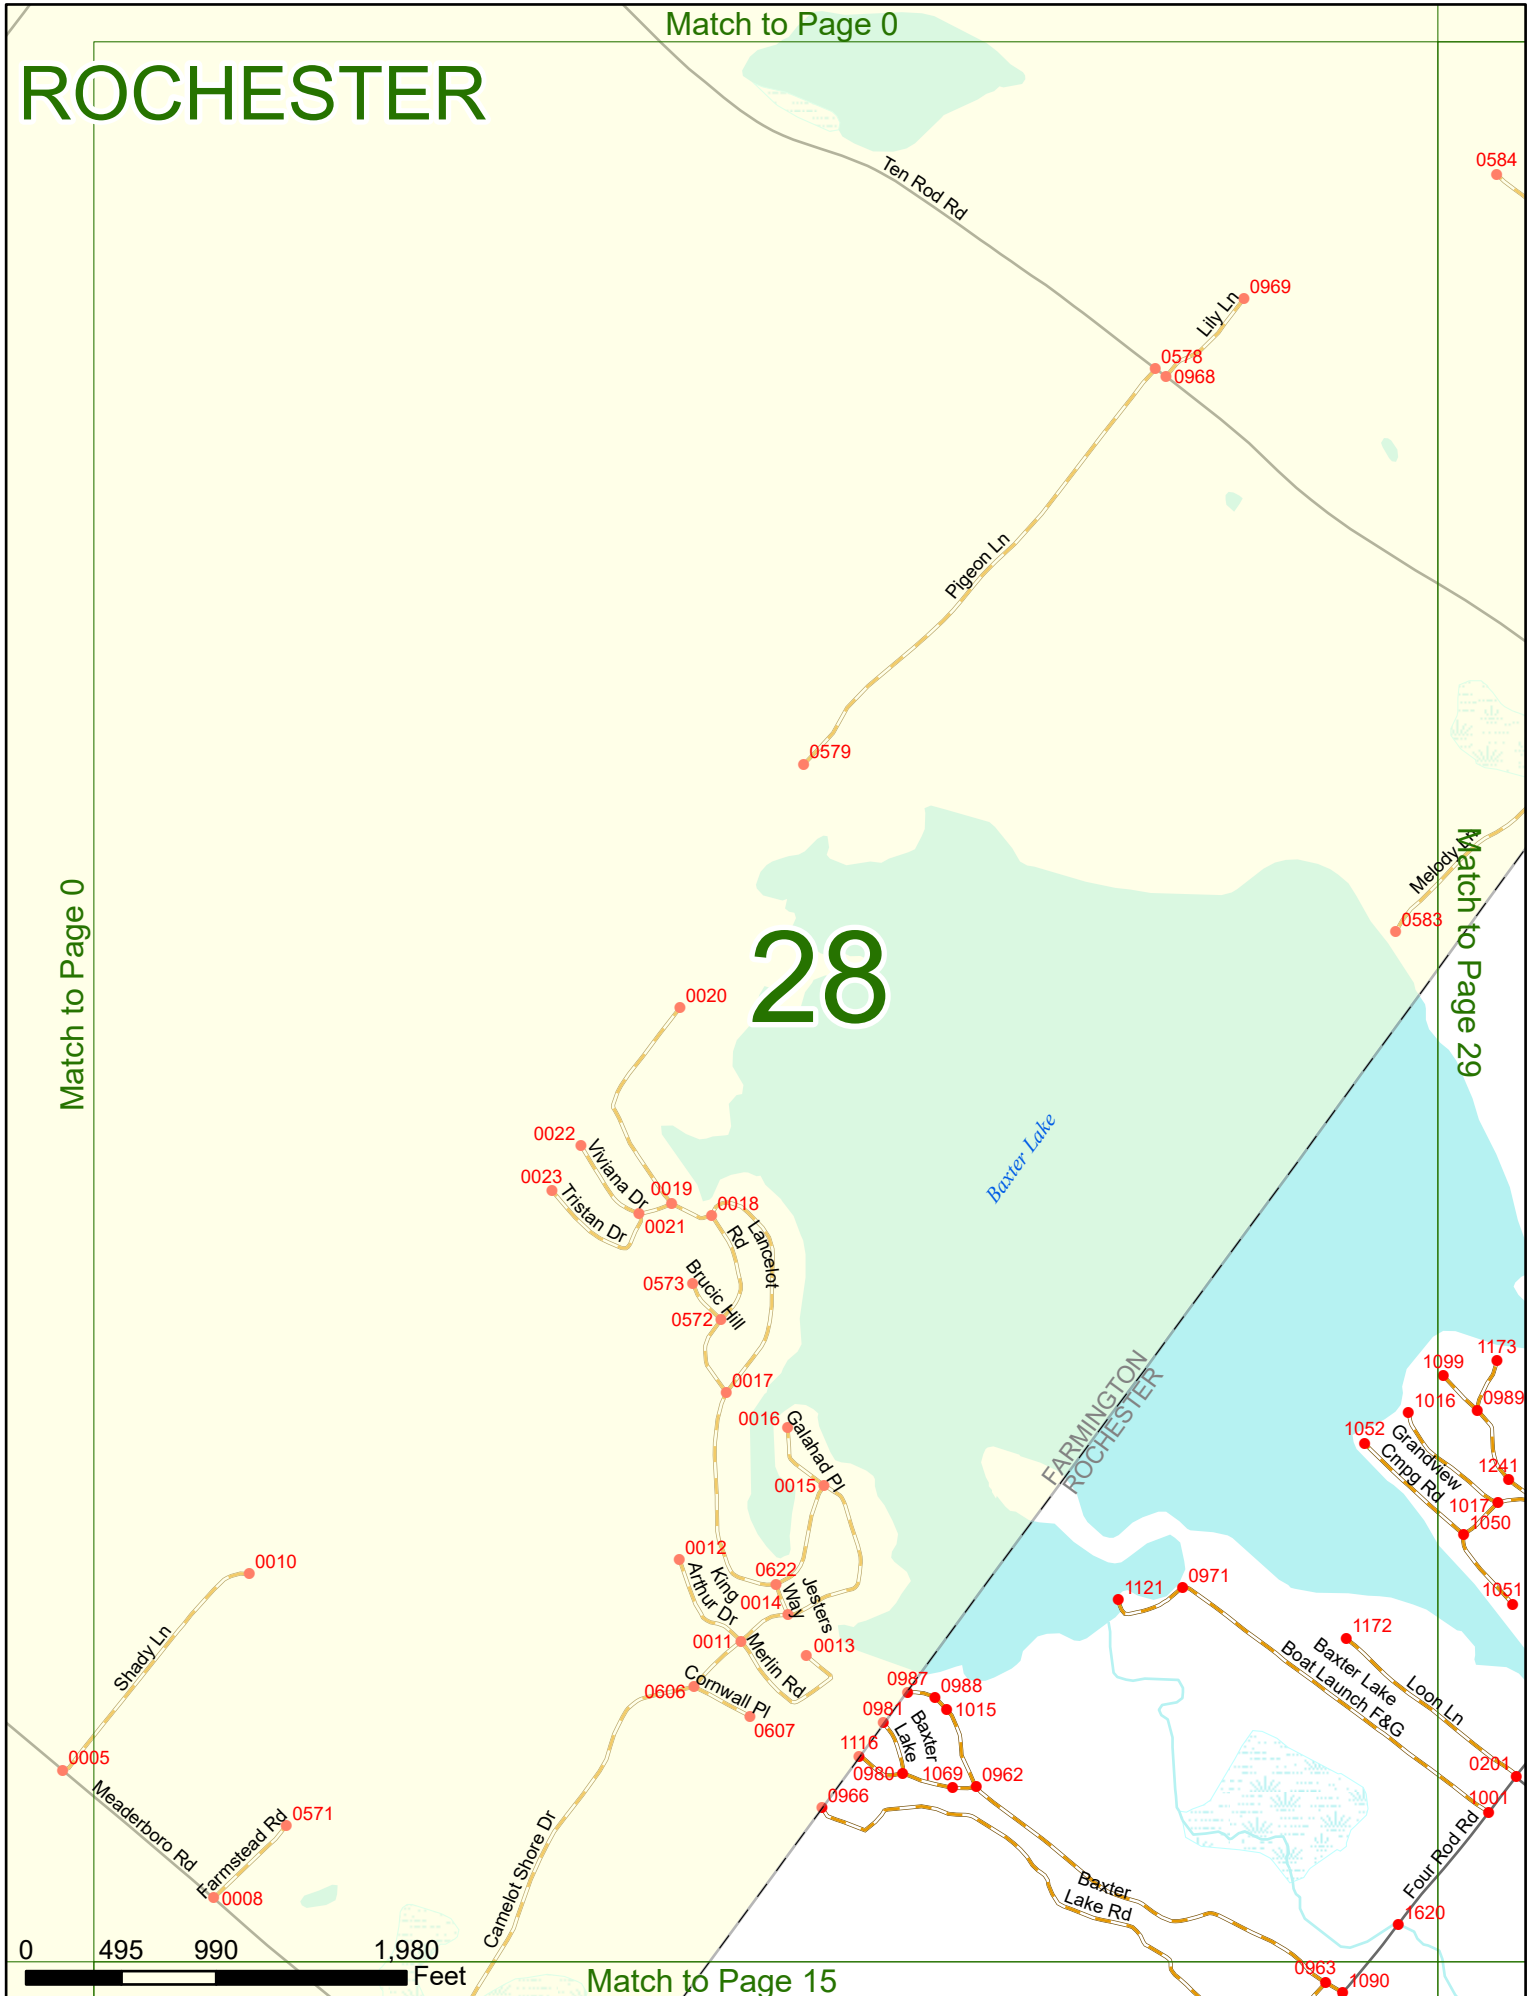 Match to Page 0
ROCHESTER
Ten Rod Rd
0584
0969
Lily Ln
0578
0968
Pigeon Ln
0579
Melody Ln
0583
Match to Page 0
28
Match to Page 29
0020
Baxter Lake
0022
Viviana Dr
0023
Tristan Dr
0019
0021
0018
Lancelot
Rd
0573
Brucic Hill
0572
0017
FARMINGTON
ROCHESTER
1173
1099
0989
1016
1052
Grandview
Cmpg Rd
1241
1017
1050
1051
0016
Galahad Pl
0015
0012
King
Arthur Dr
0622
Jesters
Way
0014
0011
Merlin Rd
0013
0010
Shady Ln
0606
Cornwall Pl
0607
1121
0971
1172
Baxter Lake
Boat Launch F&G
Loon Ln
0987
0988
0981
1015
Baxter
Lake
1116
0980
1069
0962
0966
0201
1001
Four Rod Rd
0005
Meaderboro Rd
0571
Farmstead Rd
0008
Camelot Shore Dr
Baxter
Lake Rd
1620
0963
1090
0 495 990 1,980
Feet
Match to Page 15